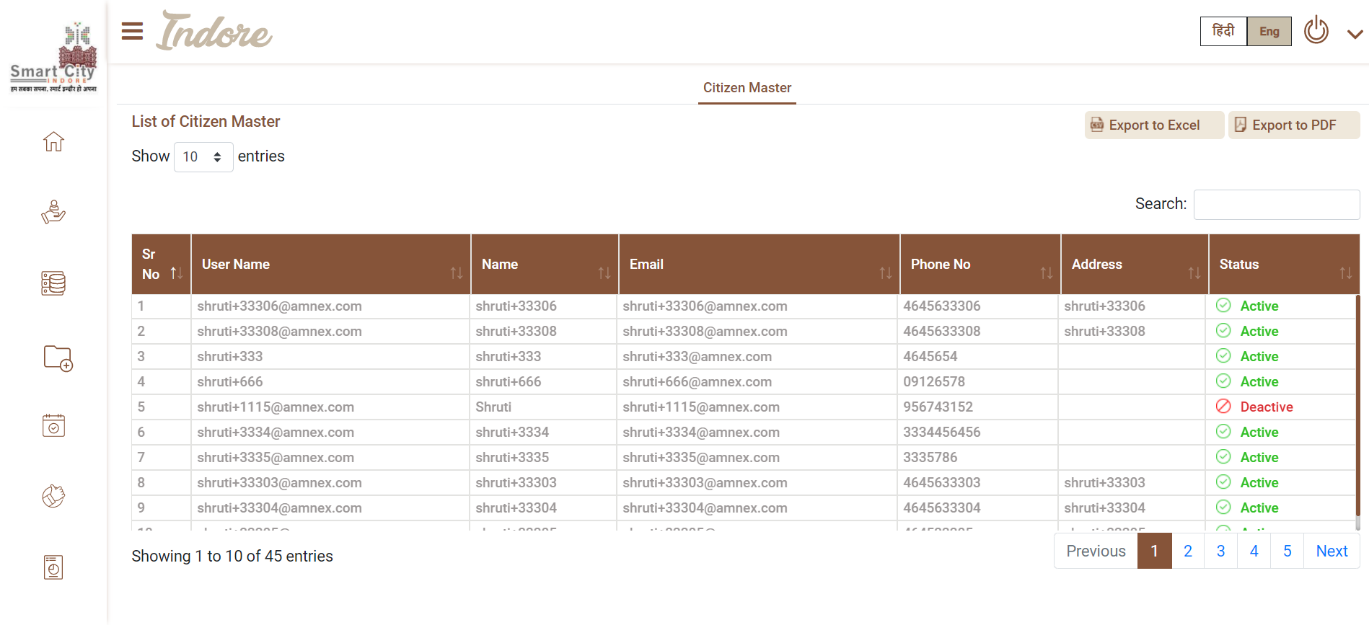 Smart City
INDORE
हम सबका सपना, स्मार्ट इन्दौर हो अपना
Indore
हिंदी Eng
Citizen Master
List of Citizen Master
Export to Excel Export to PDF
Show 10 entries
Search:
Sr No User Name Name Email Phone No Address Status
1 shruti+33306@amnex.com shruti+33306 shruti+33306@amnex.com 4645633306 shruti+33306 Active
2 shruti+33308@amnex.com shruti+33308 shruti+33308@amnex.com 4645633308 shruti+33308 Active
3 shruti+333 shruti+333 shruti+333@amnex.com 4645654 Active
4 shruti+666 shruti+666 shruti+666@amnex.com 09126578 Active
5 shruti+1115@amnex.com Shruti shruti+1115@amnex.com 956743152 Deactive
6 shruti+3334@amnex.com shruti+3334 shruti+3334@amnex.com 3334456456 Active
7 shruti+3335@amnex.com shruti+3335 shruti+3335@amnex.com 3335786 Active
8 shruti+33303@amnex.com shruti+33303 shruti+33303@amnex.com 4645633303 shruti+33303 Active
9 shruti+33304@amnex.com shruti+33304 shruti+33304@amnex.com 4645633304 shruti+33304 Active
Showing 1 to 10 of 45 entries
Previous 1 2 3 4 5 Next